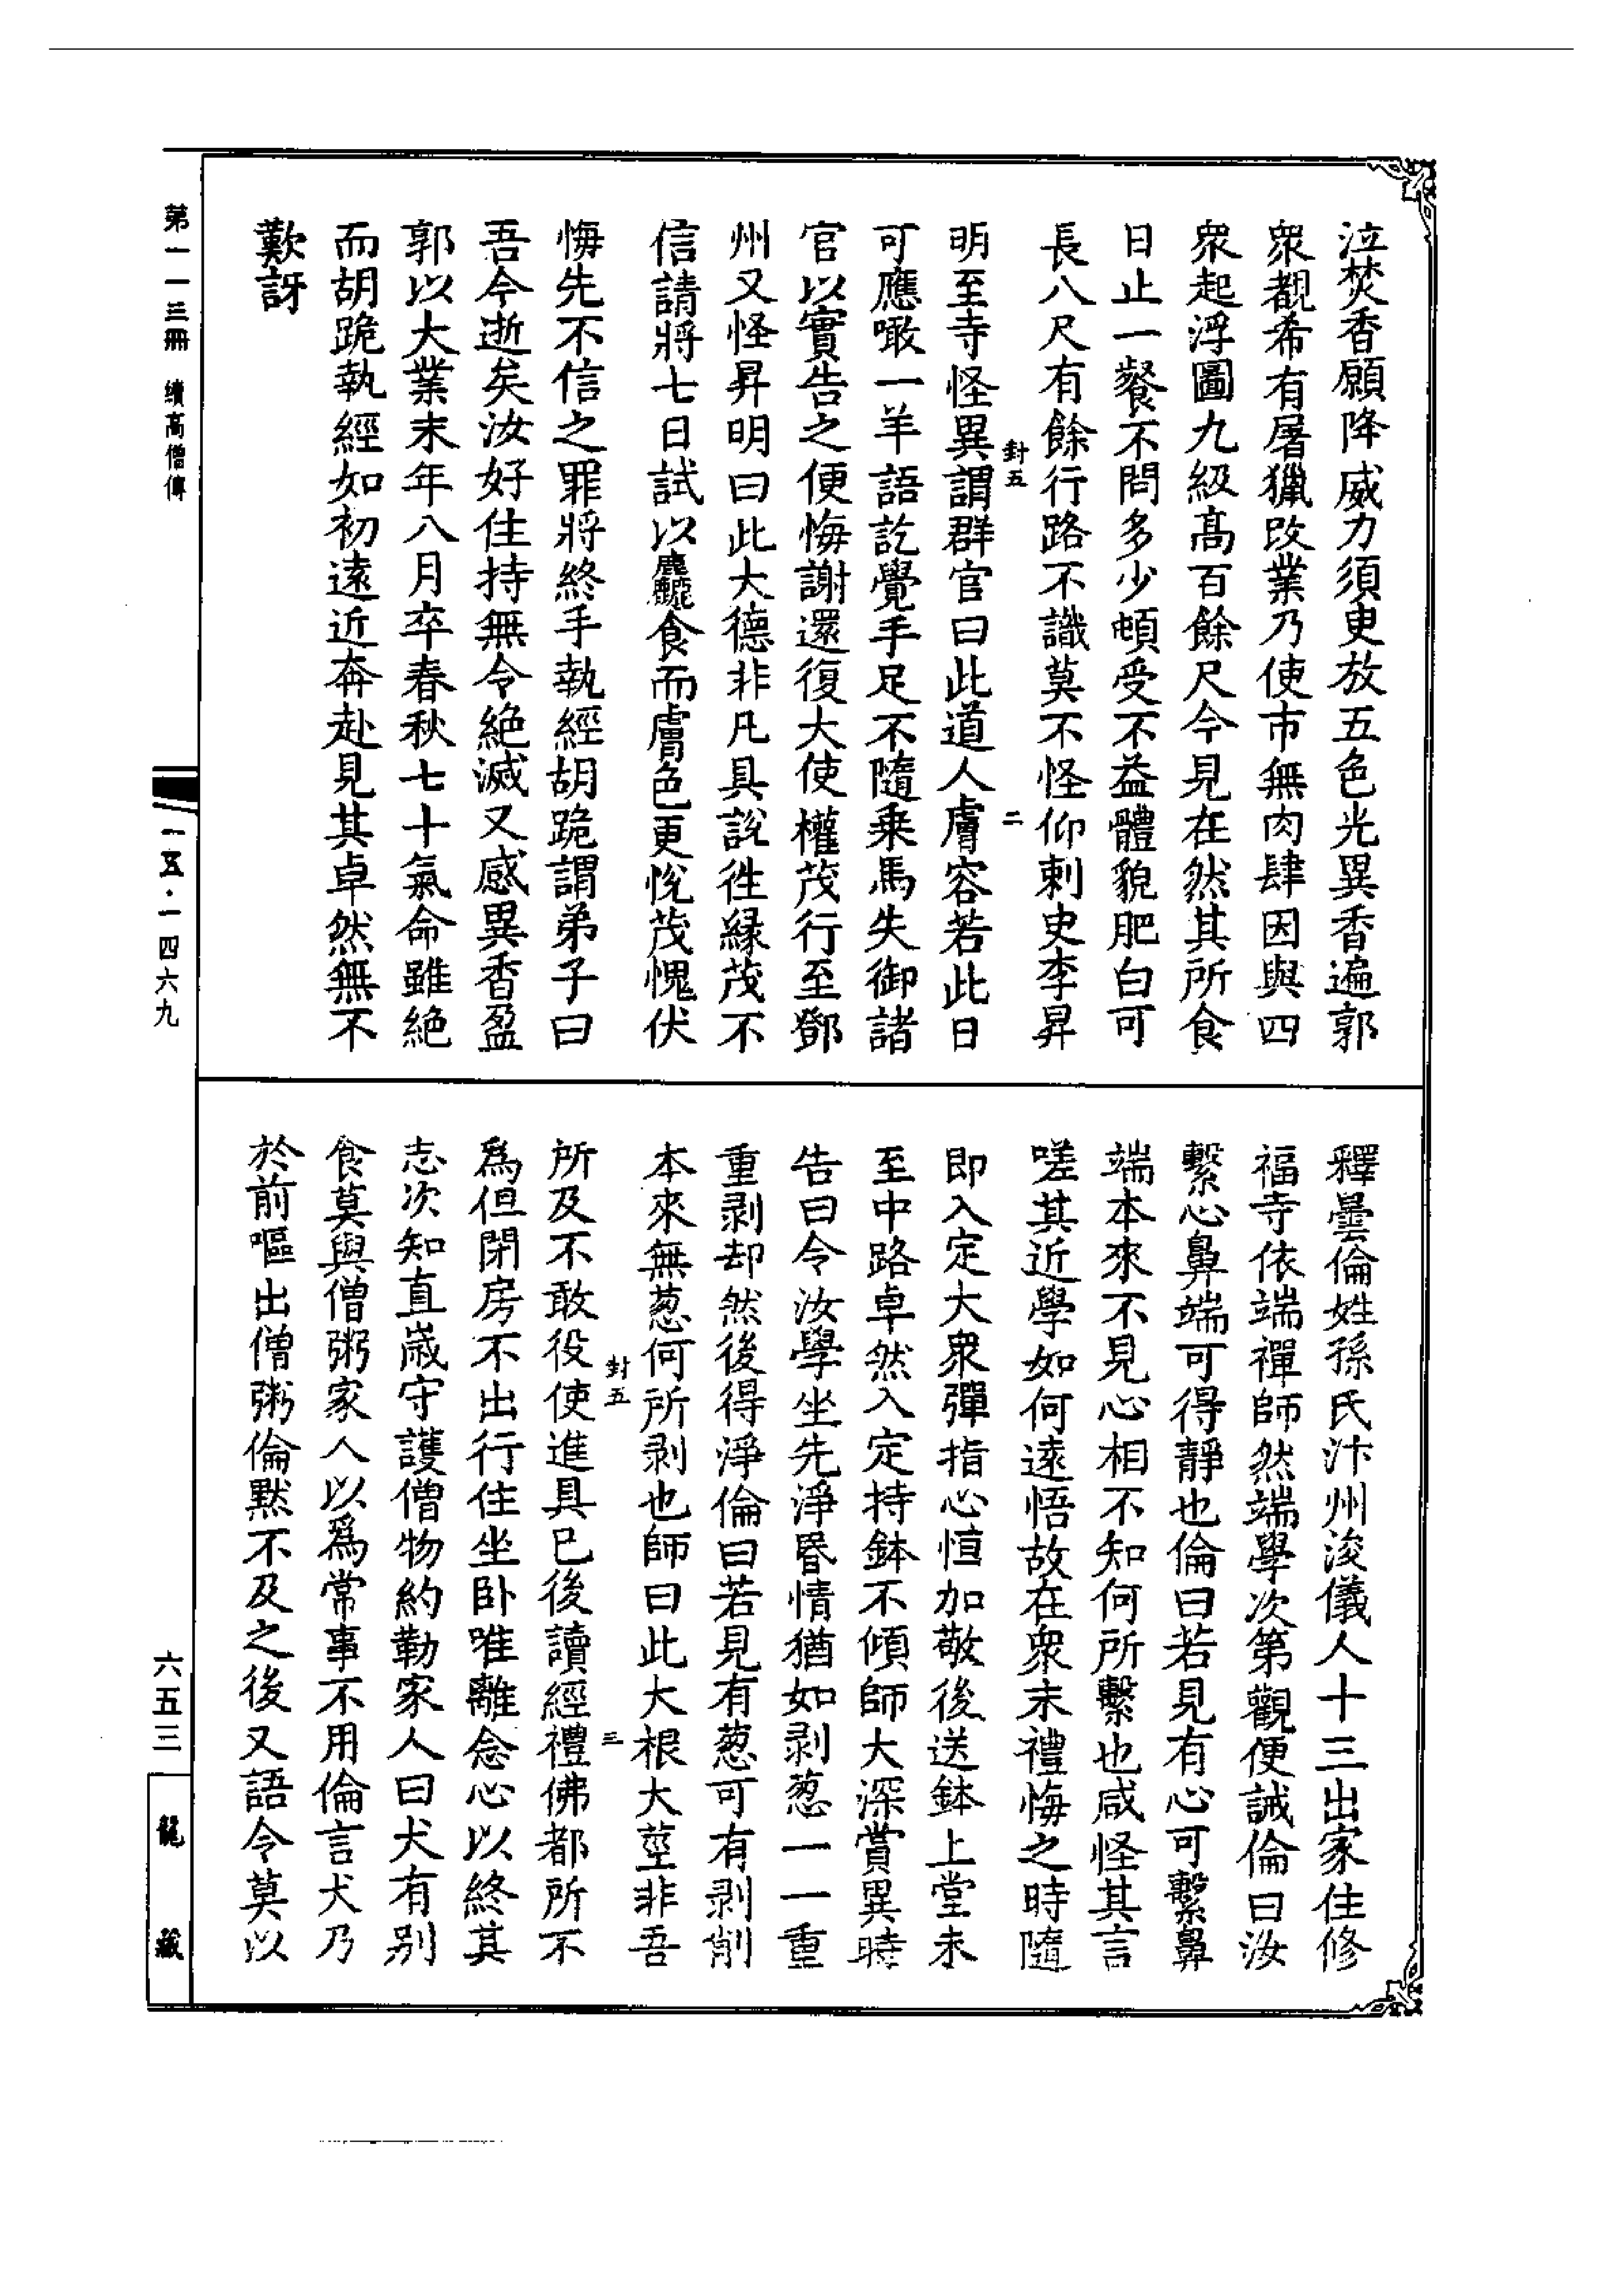 泣焚香願降威力須臾放五色光異香遍郭
衆覩希有屠獵改業乃使市無肉肆因與四
衆起浮圖九級髙百餘尺今見在然其所食
日止一餐不問多少頓受不益體貌肥白可
長八尺有餘行路不識莫不怪仰刺史李昇
封五
二
明至寺怪異謂群官曰此道人膚容若此日
可應噉一羊語訖覺手足不隨乗馬失御諸
官以實告之便悔謝還復大使權茂行至鄧
州又怪昇明曰此大德非凡具說徃緣茂不
信請將七日試以麤食而膚色更悅茂愧伏
悔先不信之罪將終手執經胡跪謂弟子曰
吾今逝矣汝好住持無令絶滅又感異香盈
郭以大業末年八月卒春秋七十氣命雖絶
而胡跪執經如初遠近奔赴見其卓然無不
歎訝
釋曇倫姓孫氏汴州浚儀人十三出家住修
福寺依端禪師然端學次第觀便誡倫曰汝
繫心鼻端可得靜也倫曰若見有心可繫鼻
端本來不見心相不知何所繫也咸怪其言
嗟其近學如何遠悟故在衆末禮悔之時隨
即入定大衆彈指心恒加敬後送鉢上堂未
至中路卓然入定持鉢不傾師大深賞異時
告曰令汝學坐先淨昬情猶如剥葱一一重
重剥却然後得淨倫曰若見有葱可有剥削
本來無葱何所剥也師曰此大根大莖非吾
封五
三
所及不敢役使進具已後讀經禮佛都所不
爲但閉房不出行住坐卧唯離念心以終其
志次知直嵗守護僧物約勒家人曰犬有别
食莫與僧粥家人以爲常事不用倫言犬乃
於前嘔出僧粥倫黙不及之後又語令莫以
第一一三冊 續高僧傳
一一五·一四六九
六五三
龍藏